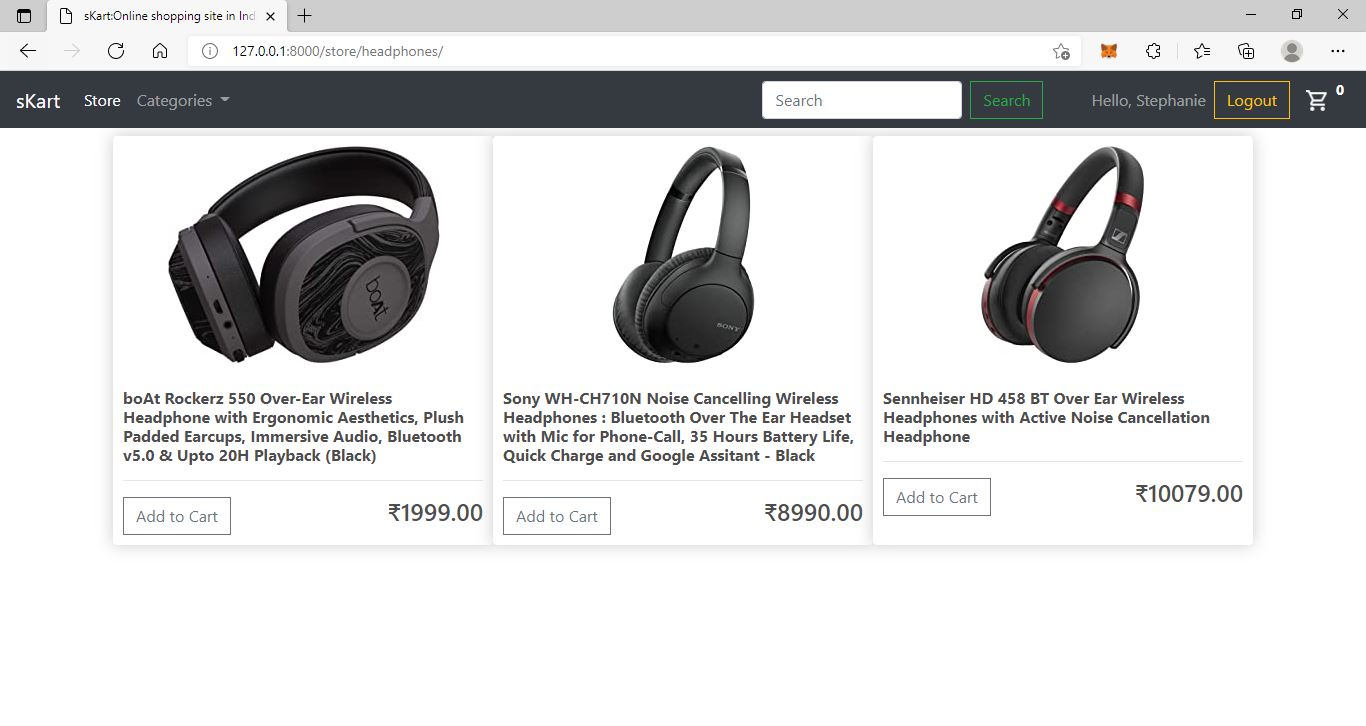 sKart:Online shopping site in Ind
127.0.0.1:8000/store/headphones/
sKart Store Categories Search Search Hello, Stephanie Logout 0
boAt
SONY
boAt Rockerz 550 Over-Ear Wireless
Headphone with Ergonomic Aesthetics, Plush
Padded Earcups, Immersive Audio, Bluetooth
v5.0 & Upto 20H Playback (Black)
Add to Cart ₹1999.00
Sony WH-CH710N Noise Cancelling Wireless
Headphones : Bluetooth Over The Ear Headset
with Mic for Phone-Call, 35 Hours Battery Life,
Quick Charge and Google Assitant - Black
Add to Cart ₹8990.00
Sennheiser HD 458 BT Over Ear Wireless
Headphones with Active Noise Cancellation
Headphone
Add to Cart ₹10079.00